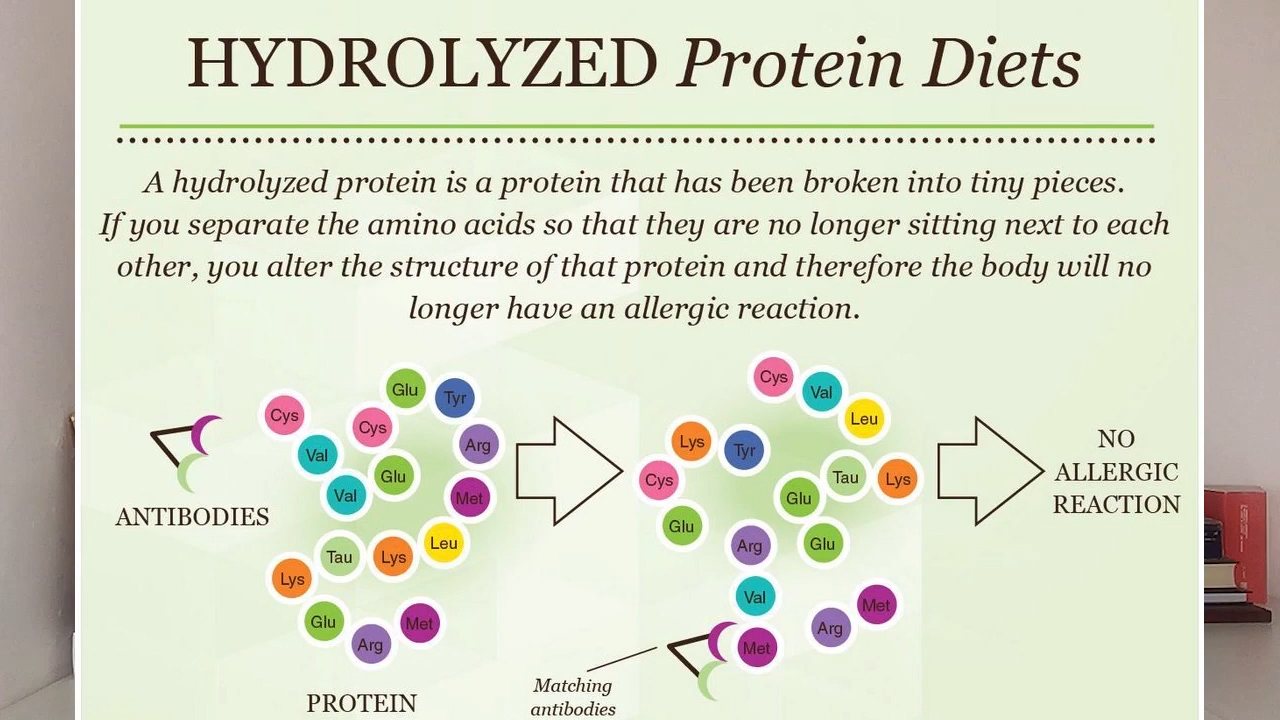 HYDROLYZED Protein Diets
A hydrolyzed protein is a protein that has been broken into tiny pieces.
If you separate the amino acids so that they are no longer sitting next to each
other, you alter the structure of that protein and therefore the body will no
longer have an allergic reaction.
ANTIBODIES
Cys
Val
Val
Glu
Cys
Glu
Tyr
Arg
Met
Leu
Lys
Tau
Lys
Glu
Arg
Met
PROTEIN
Cys
Val
Leu
Tyr
Lys
Cys
Glu
Lys
Tau
Glu
Glu
Arg
Val
Met
Arg
Met
Matching
antibodies
NO
ALLERGIC
REACTION